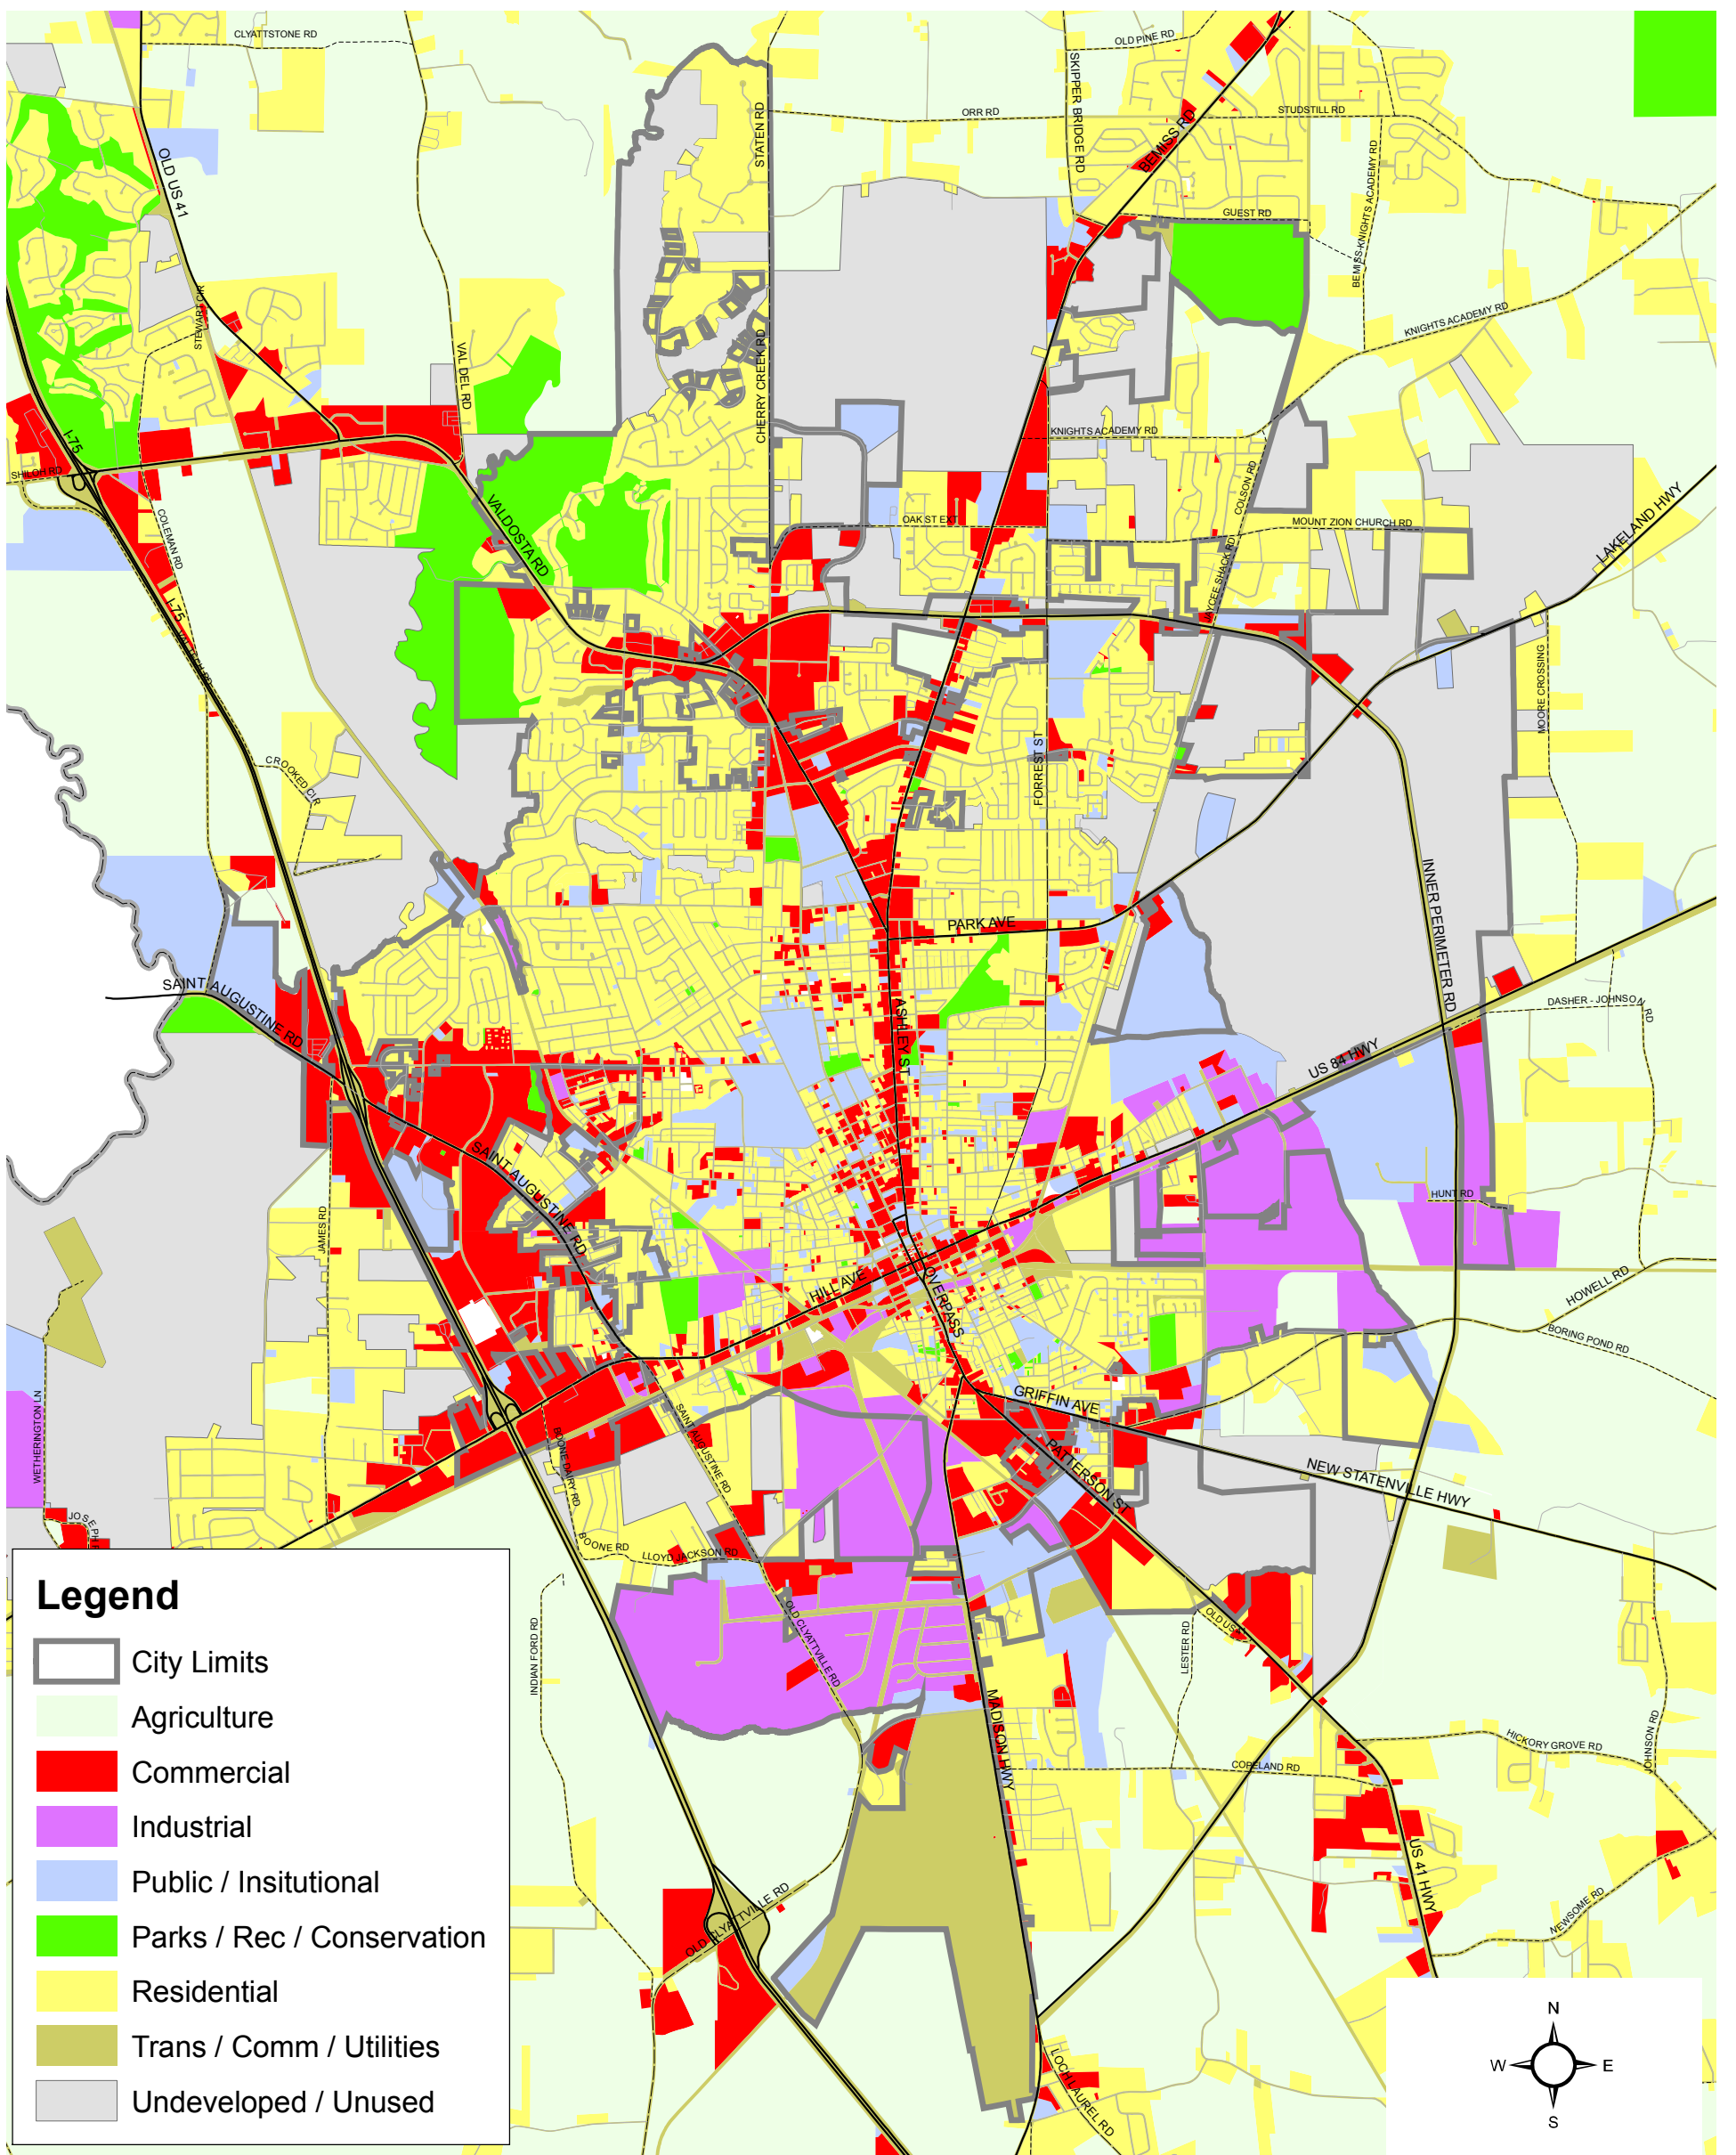 CLYATTSTONE RD
OLD PINE RD
SKIPER BRIDGE RD
STATEN RD
ORR RD
STUDSTILL RD
BEMISS RD
OLD US 41
BEMISS-KNIGHTS ACADEMY RD
GUEST RD
STEWART CIR
KNIGHTS ACADEMY RD
VAL DEL RD
CHERRY CREEK RD
I-75
KNIGHTS ACADEMY RD
SHILOH RD
COLEMAN RD
VALDOSTA RD
OAK ST EXT
COLSON RD
MOUNT ZION CHURCH RD
LAKELAND HWY
JAYCEE SHACK RD
I-75
VAL TECH RD
MOORE CROSSING
CROOKED CIR
FORREST ST
INNER PERIMETER RD
PARK AVE
SAINT AUGUSTINE RD
ASHLEY ST
DASHER - JOHNSON RD
US 84 HWY
SAINT AUGUSTINE RD
JAMES RD
HUNT RD
HILL AVE
OVERPASS
HOWELL RD
BORING POND RD
WETHERINGTON LN
GRIFFIN AVE
SAINT AUGUSTINE RD
BOONE DAIRY RD
PATTERSON ST
NEW STATENVILLE HWY
BOONE RD
LLOYD JACKSON RD
OLD CLYATTVILLE RD
INDIAN FORD RD
LESTER RD
MADISON HWY
COPELAND RD
HICKORY GROVE RD
JOHNSON RD
US 41 HWY
NEWSOME RD
OLD CLYATTVILLE RD
LOCH LAUREL RD
Legend
City Limits
Agriculture
Commercial
Industrial
Public / Insitutional
Parks / Rec / Conservation
Residential
Trans / Comm / Utilities
Undeveloped / Unused
N
W E
S